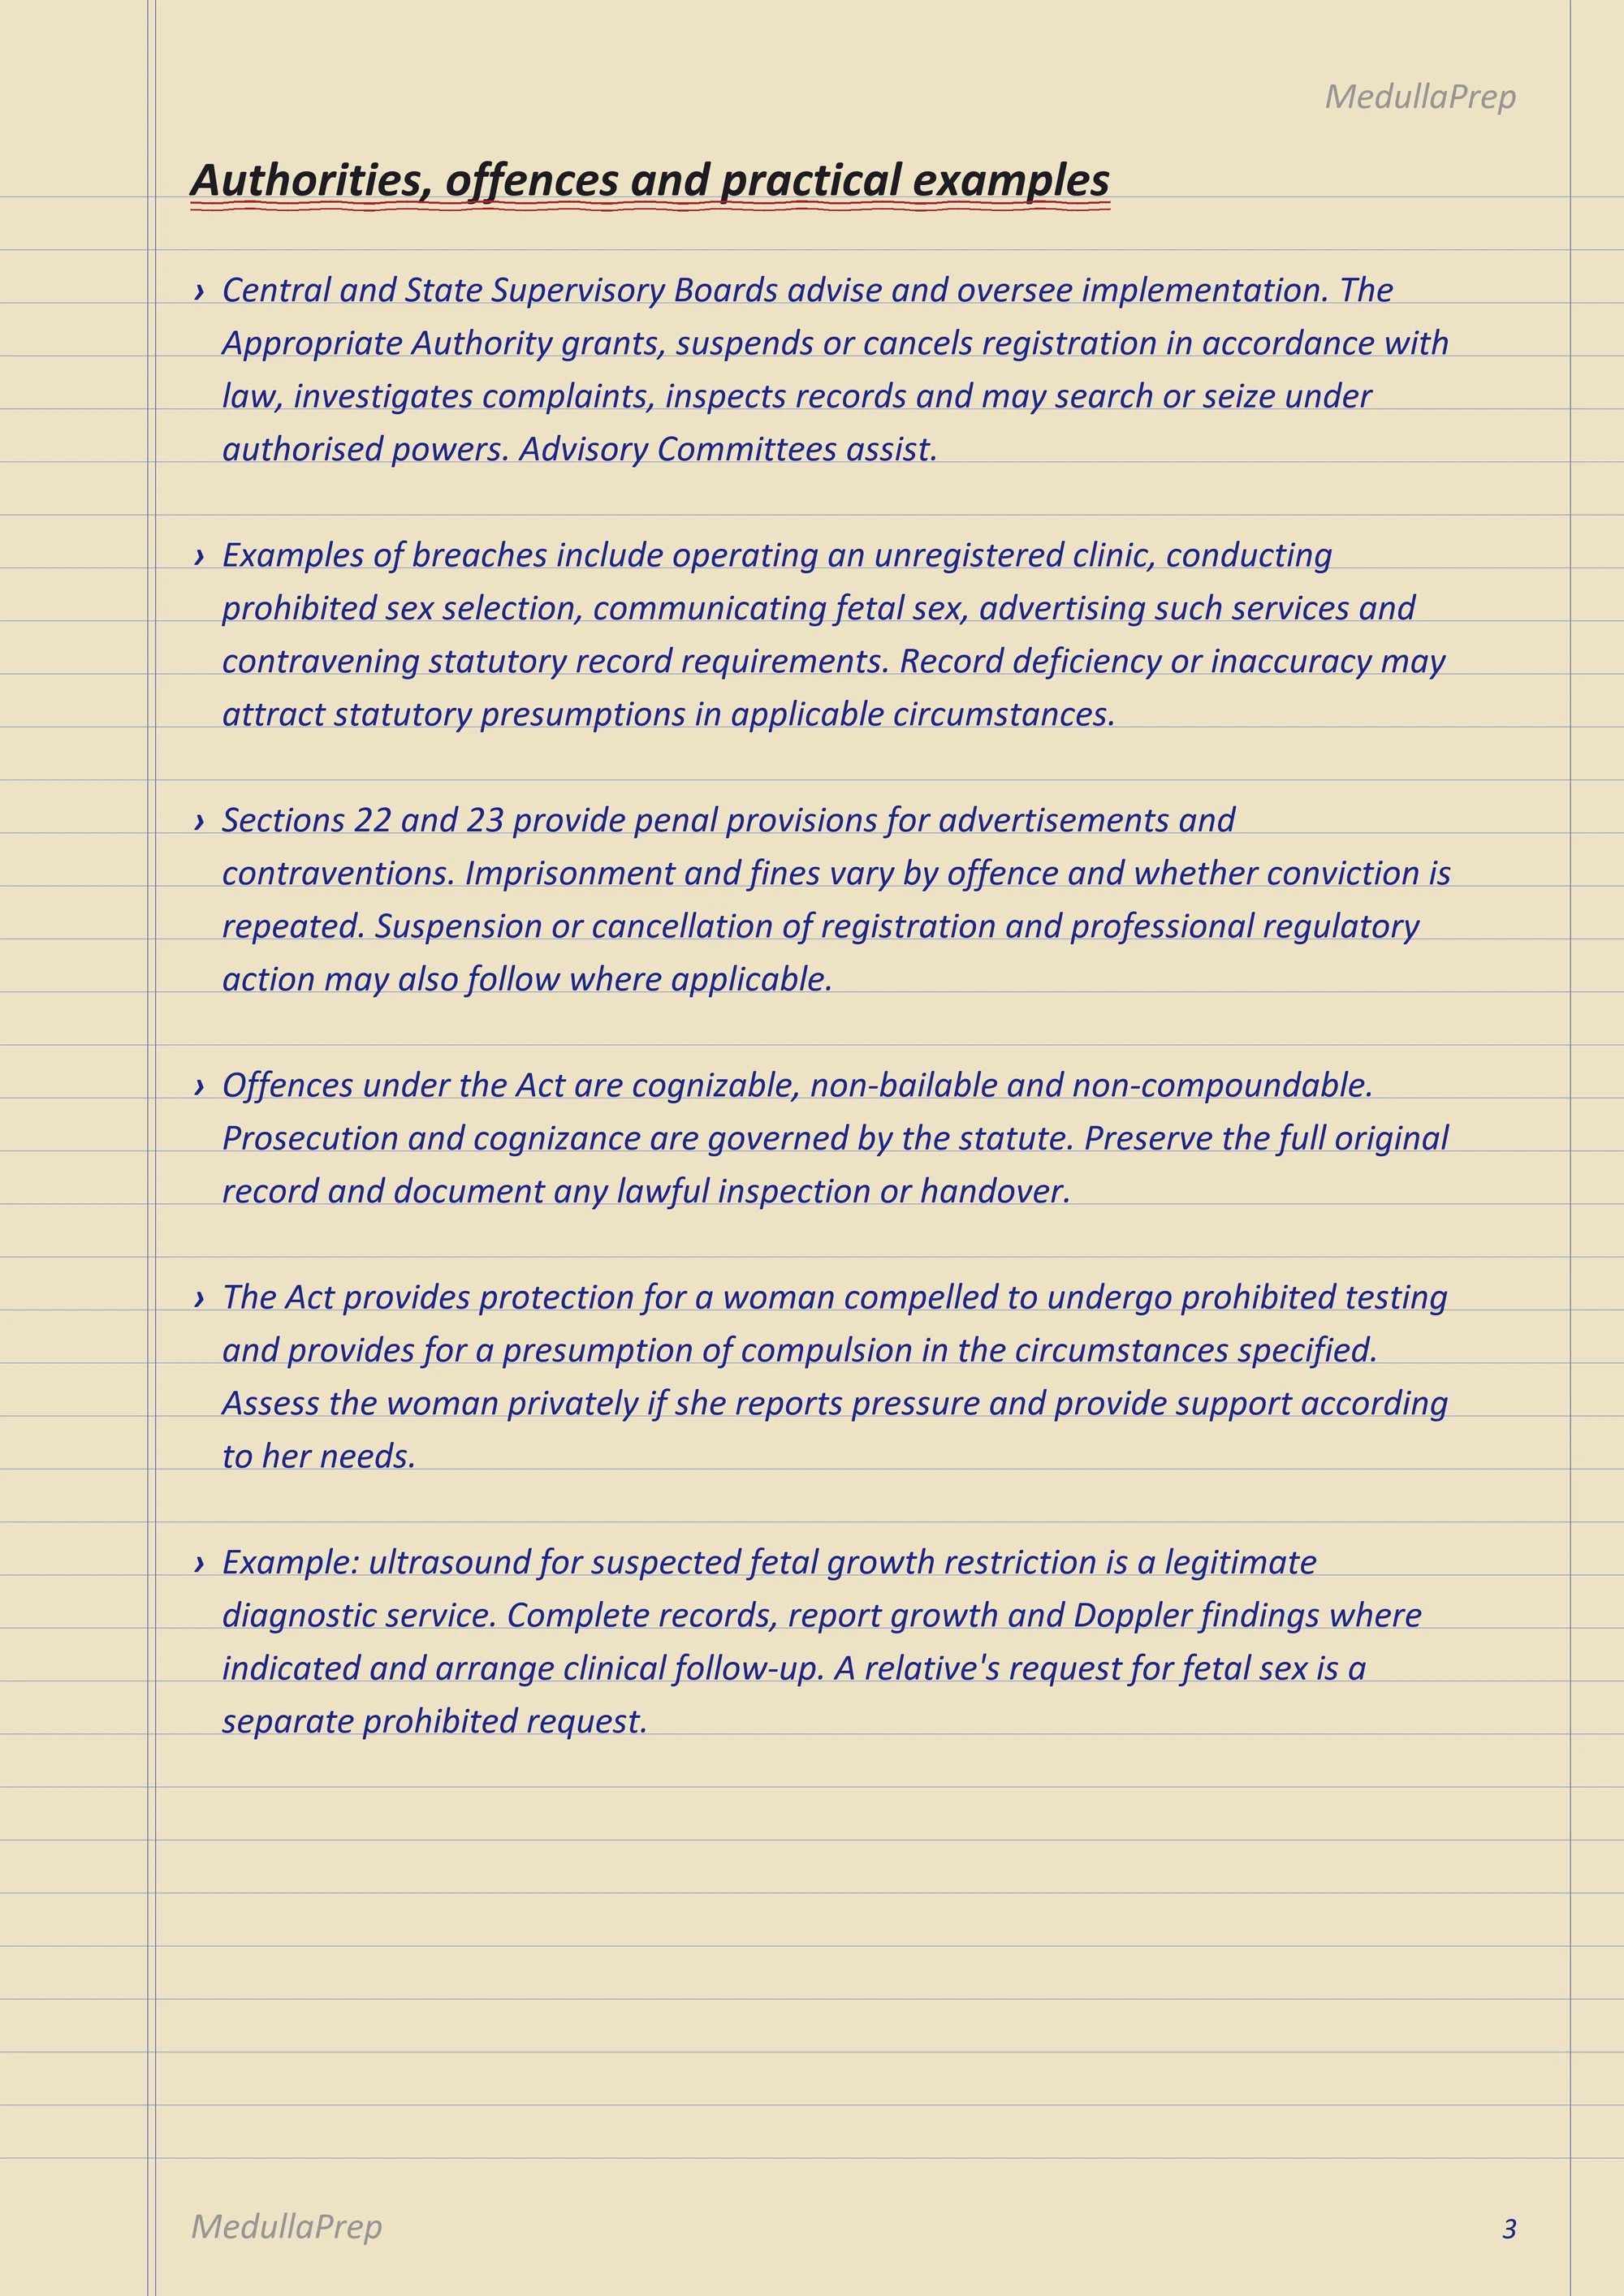 MedullaPrep
Authorities, offences and practical examples
› Central and State Supervisory Boards advise and oversee implementation. The
Appropriate Authority grants, suspends or cancels registration in accordance with
law, investigates complaints, inspects records and may search or seize under
authorised powers. Advisory Committees assist.
› Examples of breaches include operating an unregistered clinic, conducting
prohibited sex selection, communicating fetal sex, advertising such services and
contravening statutory record requirements. Record deficiency or inaccuracy may
attract statutory presumptions in applicable circumstances.
› Sections 22 and 23 provide penal provisions for advertisements and
contraventions. Imprisonment and fines vary by offence and whether conviction is
repeated. Suspension or cancellation of registration and professional regulatory
action may also follow where applicable.
› Offences under the Act are cognizable, non-bailable and non-compoundable.
Prosecution and cognizance are governed by the statute. Preserve the full original
record and document any lawful inspection or handover.
› The Act provides protection for a woman compelled to undergo prohibited testing
and provides for a presumption of compulsion in the circumstances specified.
Assess the woman privately if she reports pressure and provide support according
to her needs.
› Example: ultrasound for suspected fetal growth restriction is a legitimate
diagnostic service. Complete records, report growth and Doppler findings where
indicated and arrange clinical follow-up. A relative's request for fetal sex is a
separate prohibited request.
MedullaPrep
3